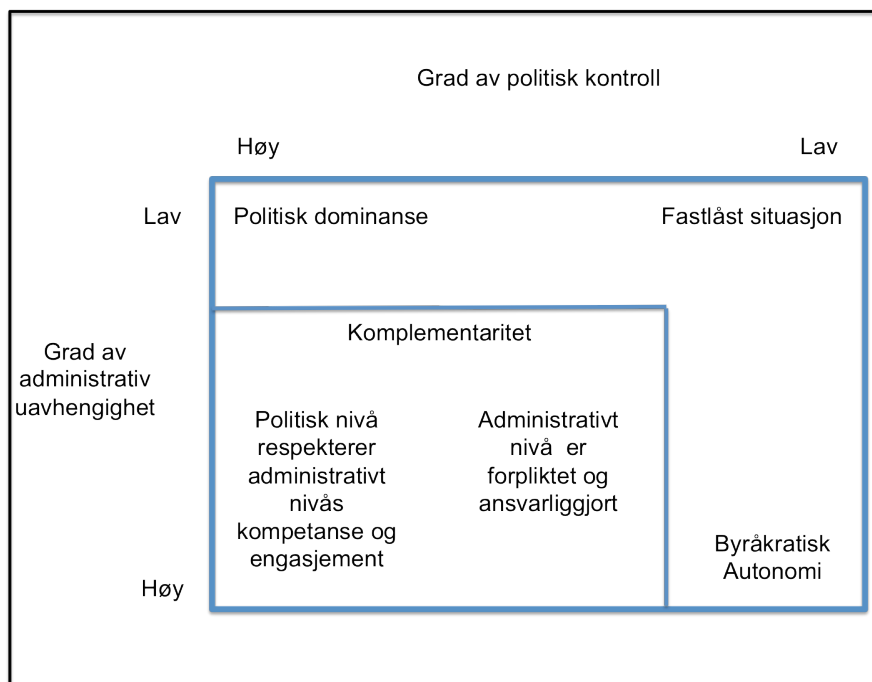 Grad av politisk kontroll
Høy
Lav
Lav
Politisk dominanse
Fastlåst situasjon
Komplementaritet
Grad av
administrativ
uavhengighet
Politisk nivå
respekterer
administrativt
nivås
kompetanse og
engasjement
Administrativt
nivå er
forpliktet og
ansvarliggjort
Byråkratisk
Autonomi
Høy